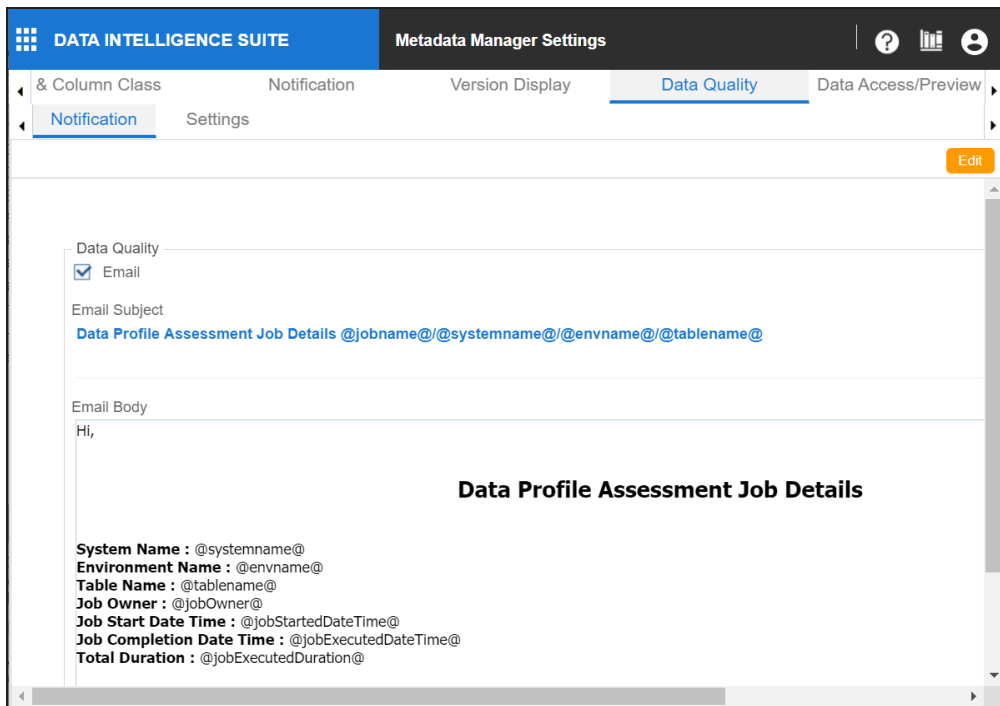 DATA INTELLIGENCE SUITE Metadata Manager Settings
& Column Class Notification Version Display Data Quality Data Access/Preview
Notification Settings
Edit
Data Quality
Email
Email Subject
Data Profile Assessment Job Details @jobname@/@systemname@/@envname@/@tablename@
Email Body
Hi,
Data Profile Assessment Job Details
System Name : @systemname@
Environment Name : @envname@
Table Name : @tablename@
Job Owner : @jobOwner@
Job Start Date Time : @jobStartedDateTime@
Job Completion Date Time : @jobExecutedDateTime@
Total Duration : @jobExecutedDuration@